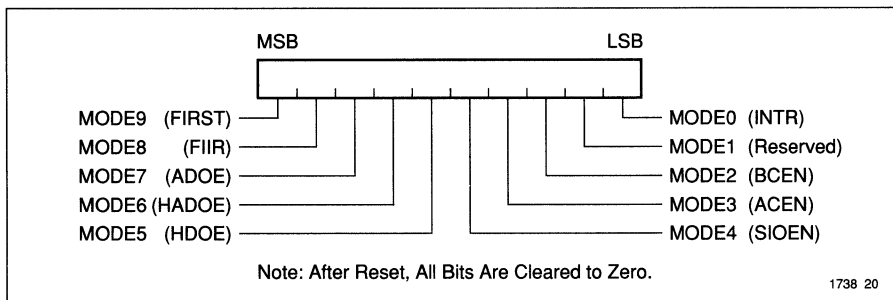 MSB LSB
MODE9 (FIRST) MODE0 (INTR)
MODE8 (FIIR) MODE1 (Reserved)
MODE7 (ADOE) MODE2 (BCEN)
MODE6 (HADOE) MODE3 (ACEN)
MODE5 (HDOE) MODE4 (SIOEN)
Note: After Reset, All Bits Are Cleared to Zero.
1738 20